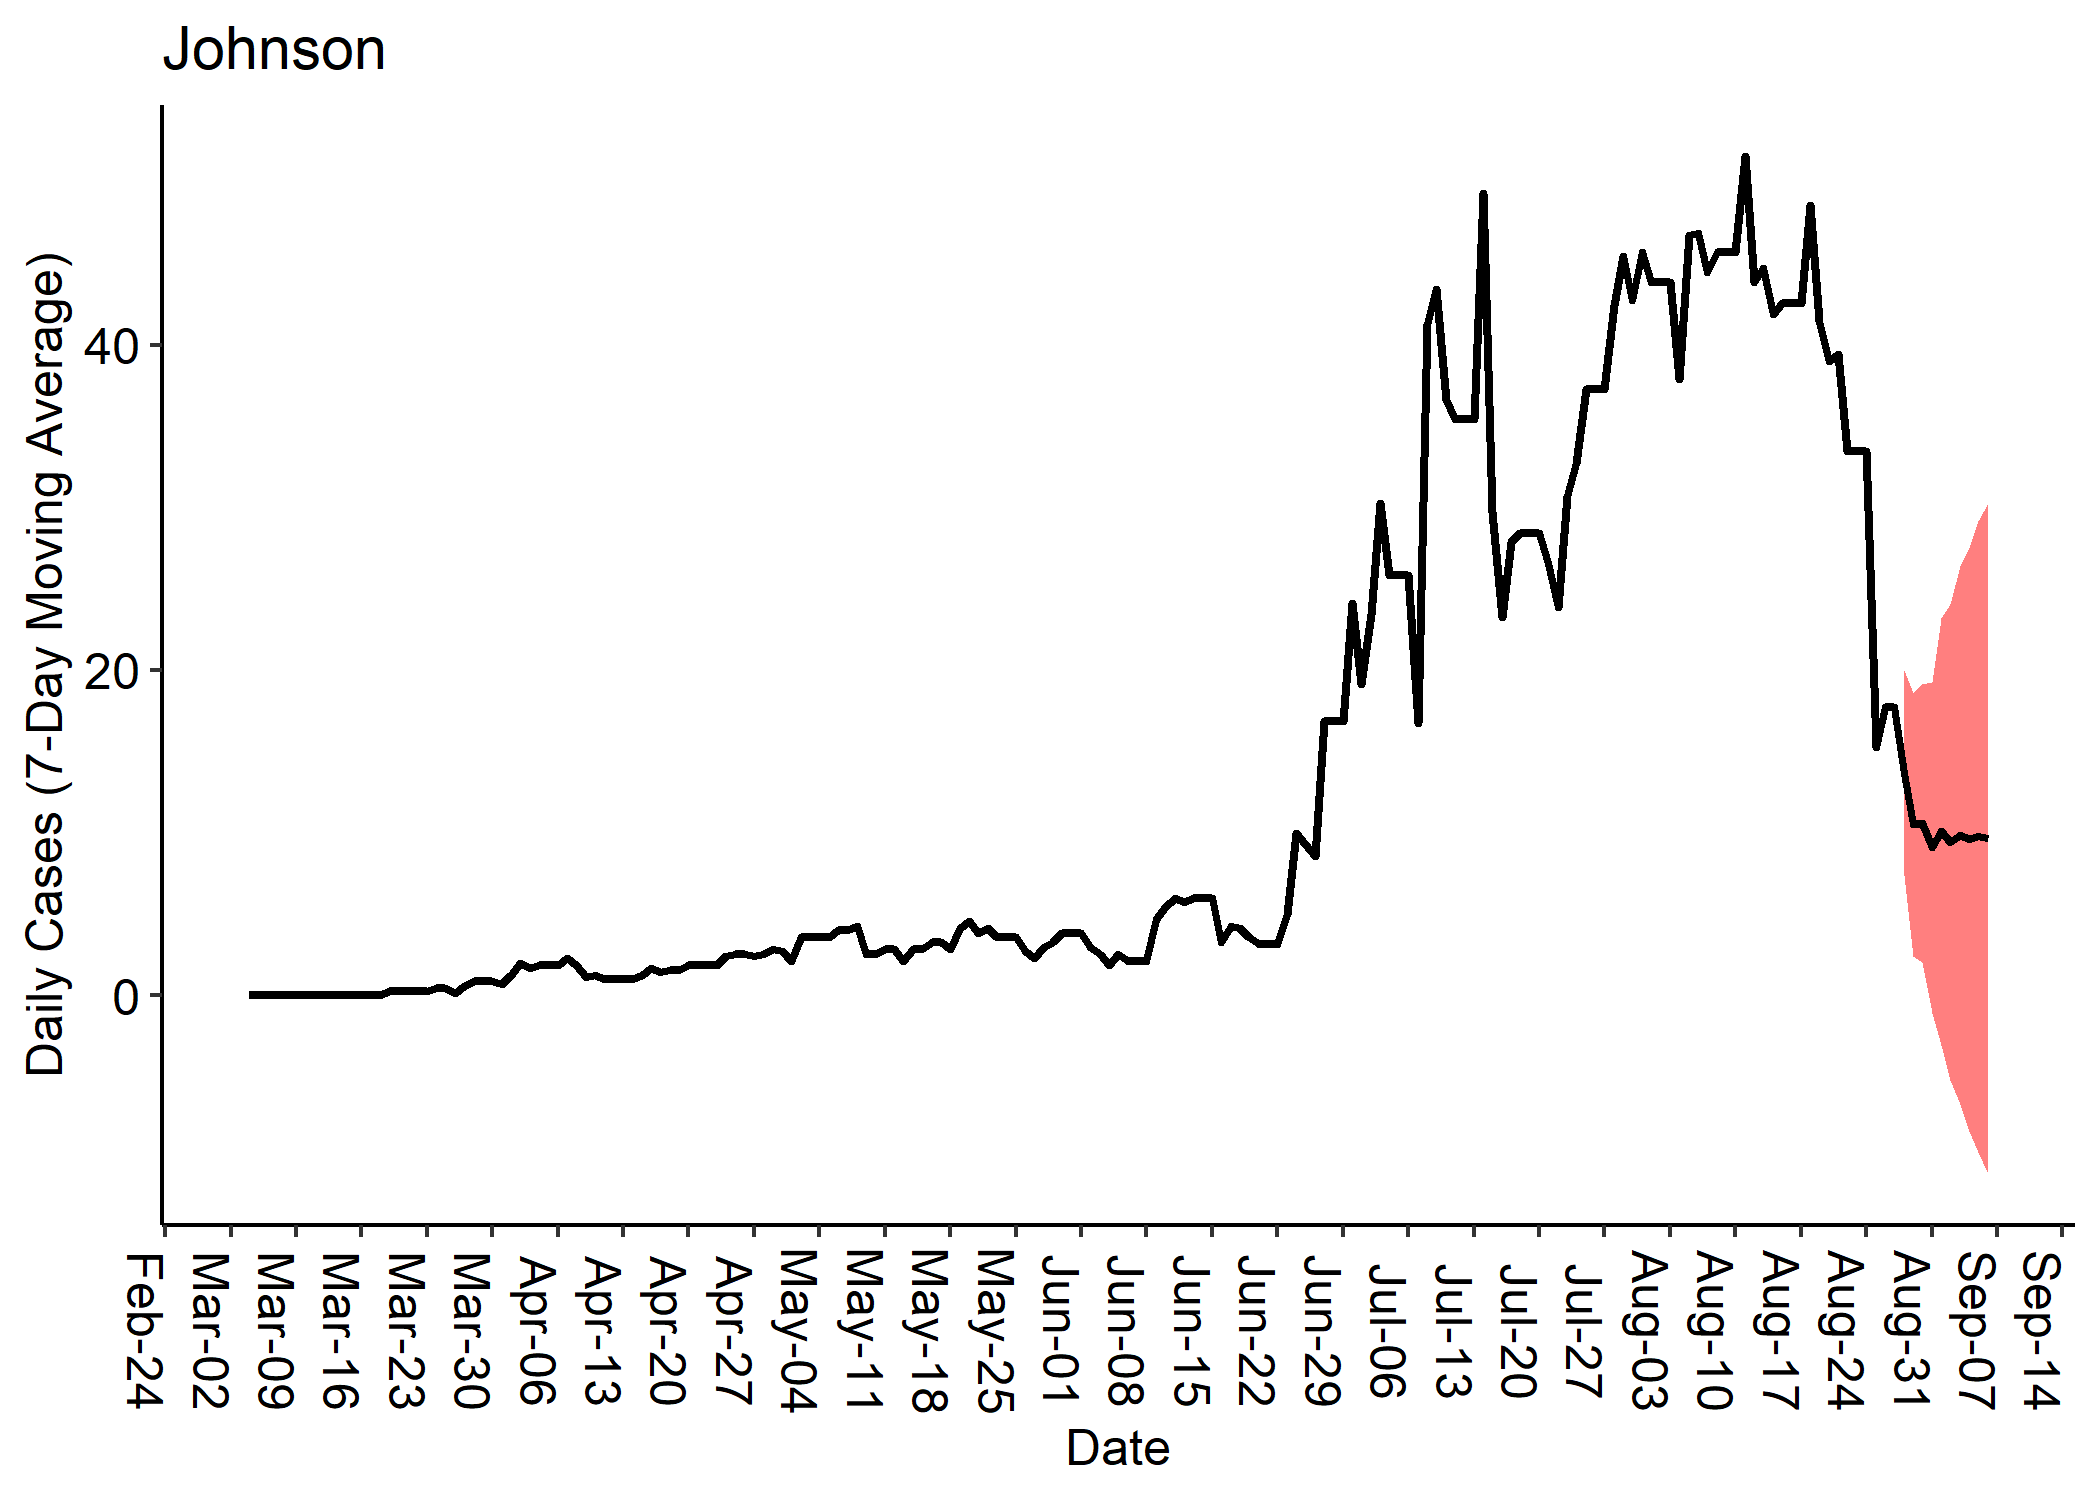 Johnson
Daily Cases (7-Day Moving Average)
40
20
0
Feb-24
Mar-02
Mar-09
Mar-16
Mar-23
Mar-30
Apr-06
Apr-13
Apr-20
Apr-27
May-04
May-11
May-18
May-25
Jun-01
Jun-08
Jun-15
Jun-22
Jun-29
Jul-06
Jul-13
Jul-20
Jul-27
Aug-03
Aug-10
Aug-17
Aug-24
Aug-31
Sep-07
Sep-14
Date